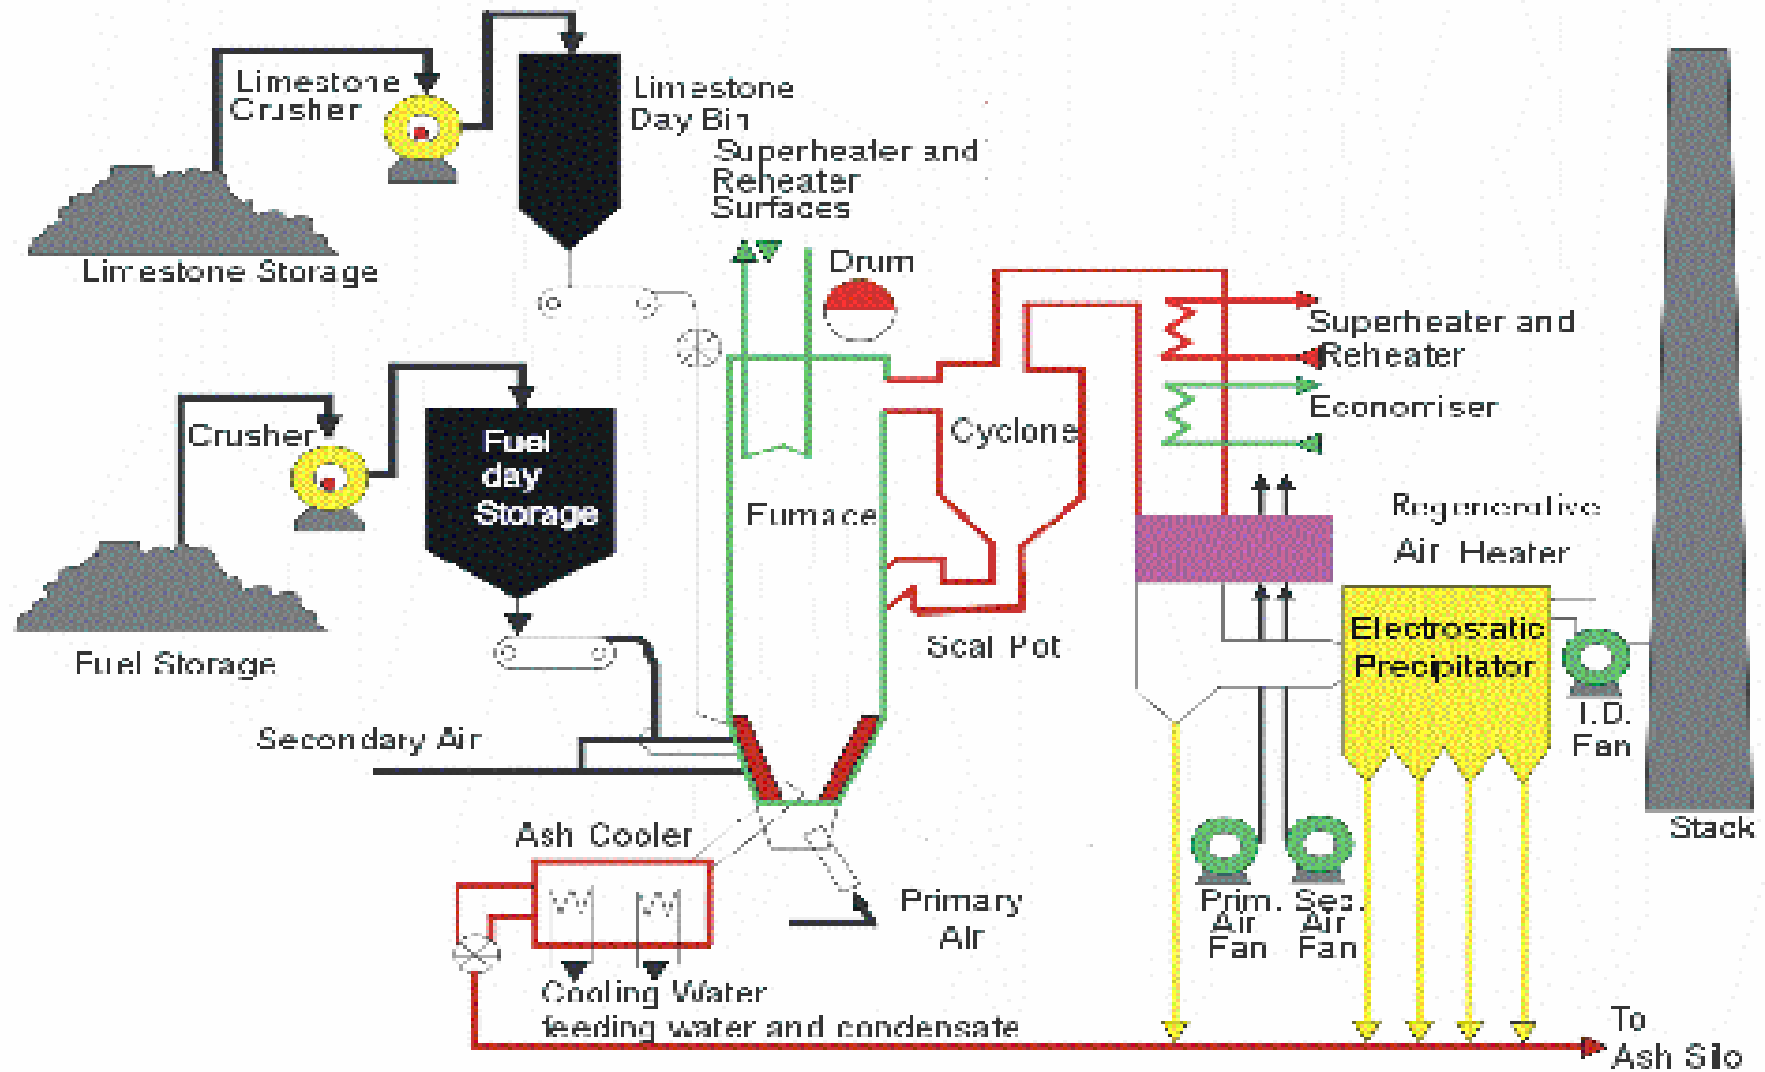 Limestone
Crusher
Limestone
Day Bin
Superheater and
Reheater
Surfaces
Limestone Storage
Drum
Superheater and
Reheater
Economiser
Crusher
Fuel
day
Storage
Cyclone
Furnace
Regenerative
Air Heater
Fuel Storage
Seal Pot
Electrostatic
Precipitator
I.D.
Fan
Secondary Air
Stack
Ash Cooler
Primary
Air
Prim.
Air
Fan
Sec.
Air
Fan
Cooling Water
feeding water and condensate
To
Ash Silo